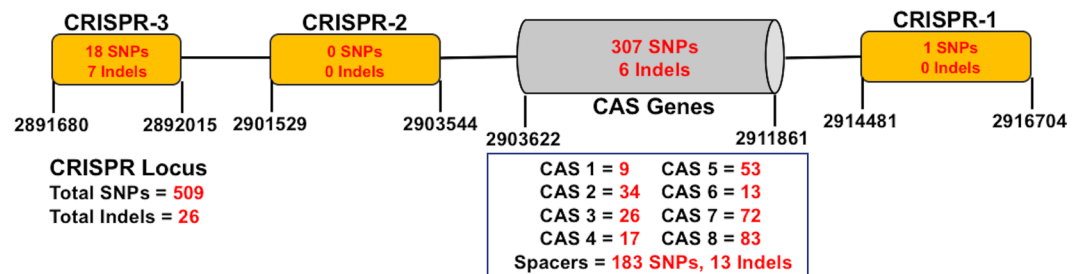 CRISPR-3
CRISPR-2
CRISPR-1
18 SNPs
7 Indels
0 SNPs
0 Indels
307 SNPs
6 Indels
1 SNPs
0 Indels
CAS Genes
2891680
2892015
2901529
2903544
2903622
2911861
2914481
2916704
CRISPR Locus
Total SNPs = 509
Total Indels = 26
CAS 1 = 9 CAS 5 = 53
CAS 2 = 34 CAS 6 = 13
CAS 3 = 26 CAS 7 = 72
CAS 4 = 17 CAS 8 = 83
Spacers = 183 SNPs, 13 Indels